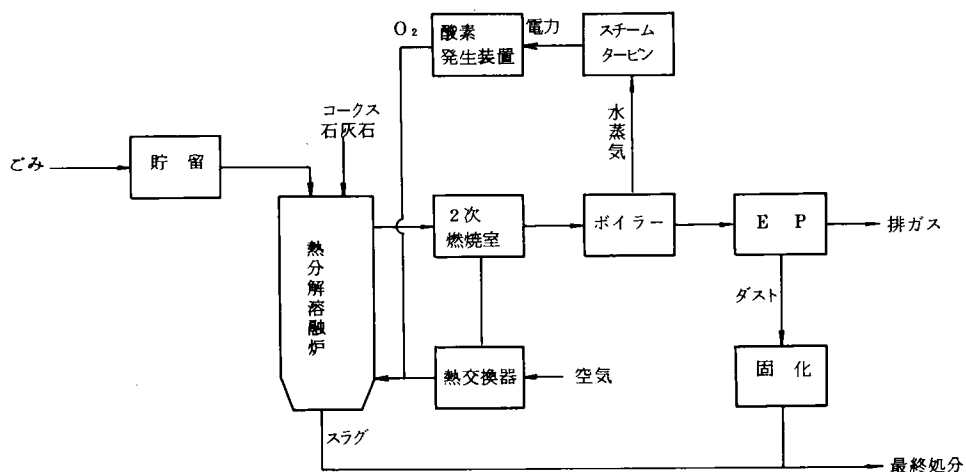 O₂
酸素
発生装置
電力
スチーム
タービン
水蒸気
コークス
石灰石
ごみ
貯留
熱分解溶融炉
2次
燃焼室
ボイラー
E P
排ガス
ダスト
熱交換器
空気
固化
スラグ
最終処分